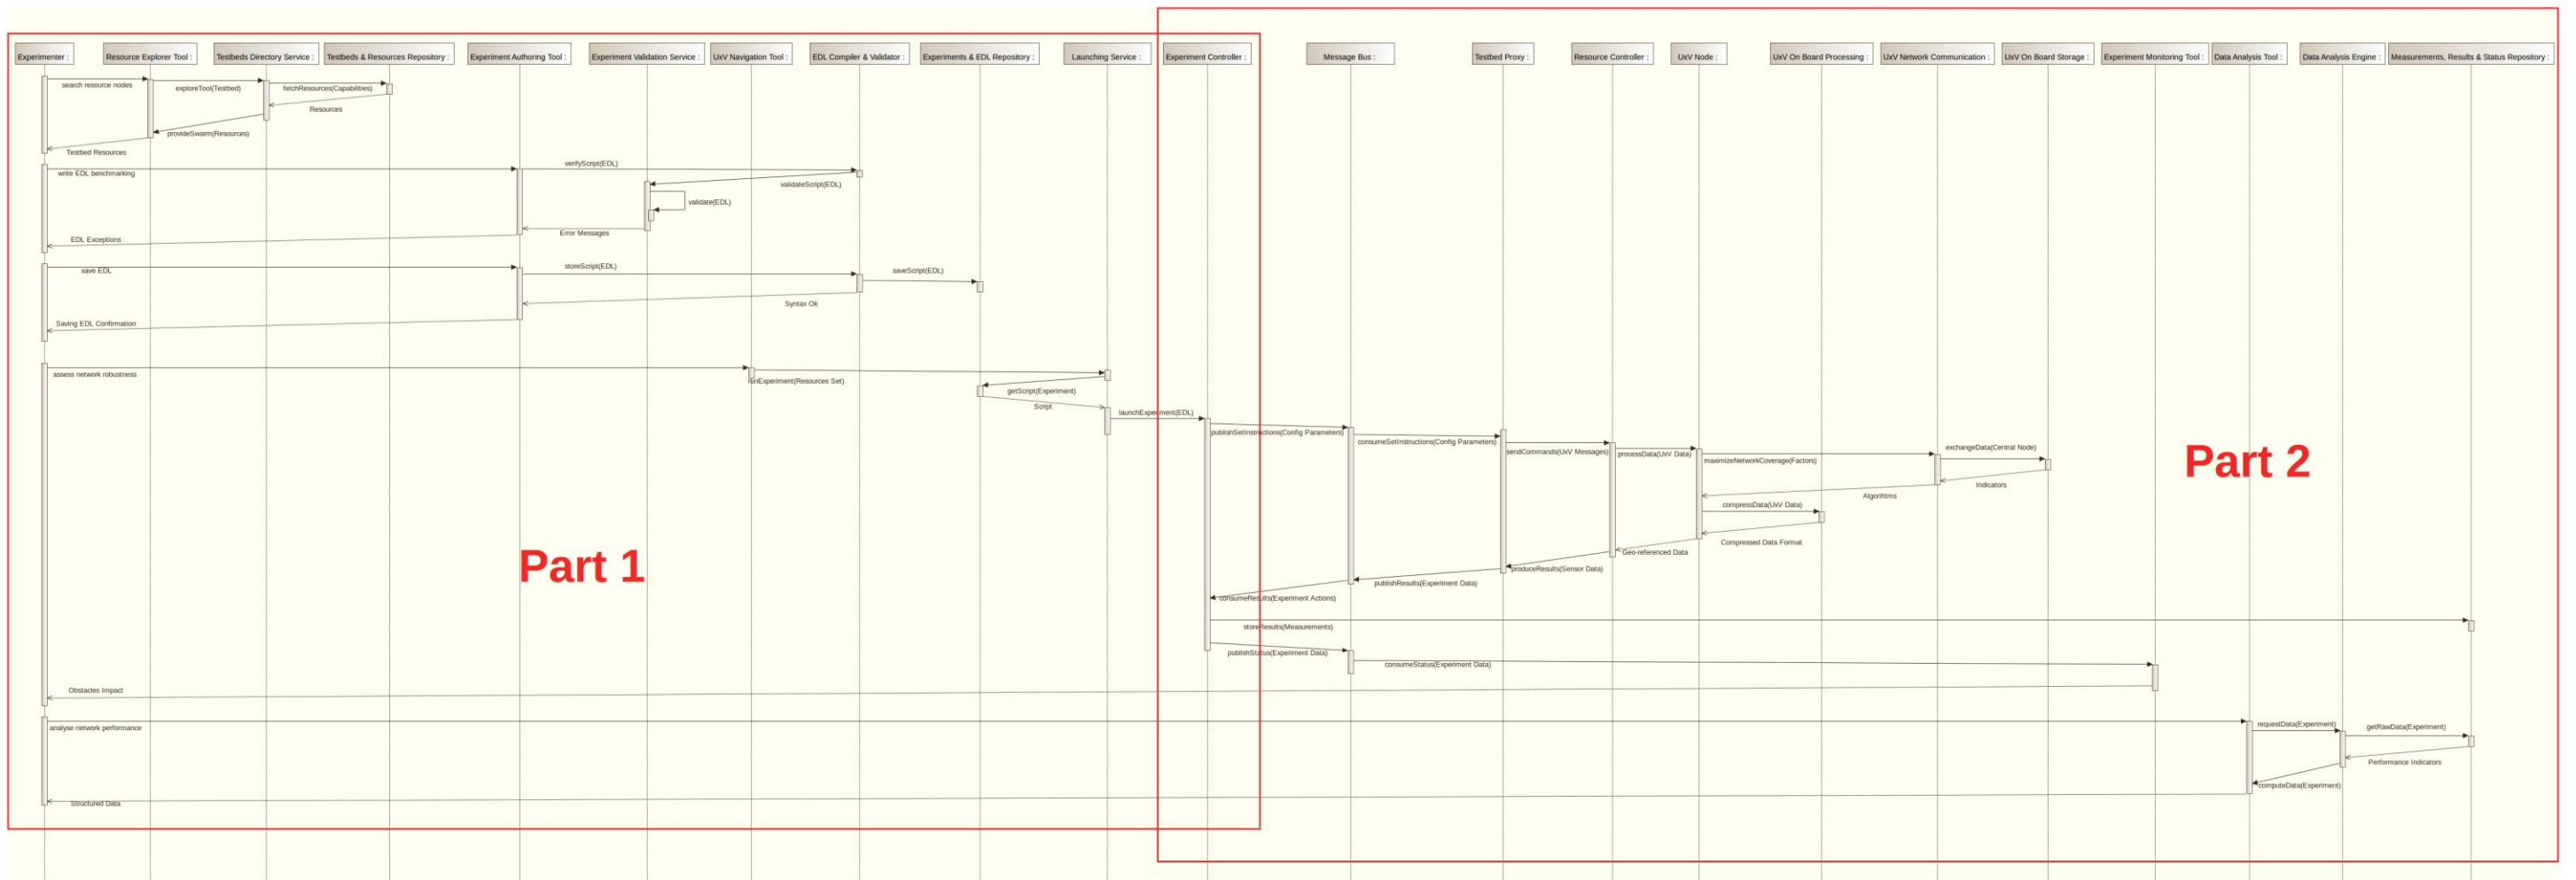 Experimenter :
Resource Explorer Tool :
Testbeds Directory Service :
Testbeds & Resources Repository :
Experiment Authoring Tool :
Experiment Validation Service :
UxV Navigation Tool :
EDL Compiler & Validator :
Experiments & EDL Repository :
Launching Service :
Experiment Controller :
Message Bus :
Testbed Proxy :
Resource Controller :
UxV Node :
UxV On Board Processing :
UxV Network Communication :
UxV On Board Storage :
Experiment Monitoring Tool :
Data Analysis Tool :
Data Analysis Engine :
Measurements, Results & Status Repository :
search resource nodes
exploreTool(Testbed)
fetchResources(Capabilities)
Resources
provideSwarm(Resources)
Testbed Resources
verifyScript(EDL)
write EDL benchmarking
validateScript(EDL)
validate(EDL)
Error Messages
EDL Exceptions
save EDL
storeScript(EDL)
saveScript(EDL)
Syntax Ok
Saving EDL Confirmation
assess network robustness
runExperiment(Resources Set)
getScript(Experiment)
Script
launchExperiment(EDL)
publishSetInstructions(Config Parameters)
consumeSetInstructions(Config Parameters)
sendCommands(UxV Messages)
processData(UxV Data)
maximizeNetworkCoverage(Factors)
exchangeData(Central Node)
Indicators
Algorihtms
compressData(UxV Data)
Compressed Data Format
Geo-referenced Data
produceResults(Sensor Data)
publishResults(Experiment Data)
consumeResults(Experiment Actions)
Part 1
Part 2
storeResults(Measurements)
publishStatus(Experiment Data)
consumeStatus(Experiment Data)
Obstacles Impact
analyse network performance
requestData(Experiment)
getRawData(Experiment)
Performance Indicators
computeData(Experiment)
Structured Data